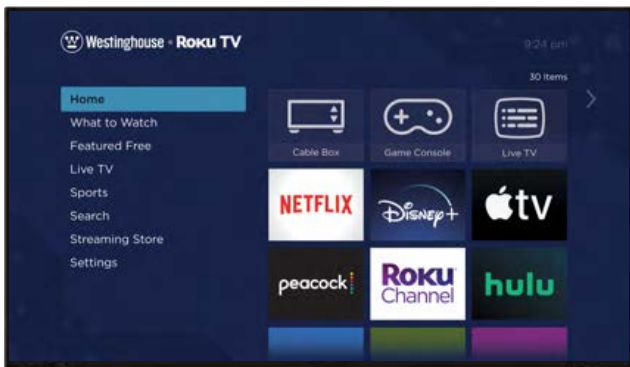 Westinghouse • Roku TV
9:24 pm
30 Items
Home
What to Watch
Featured Free
Live TV
Sports
Search
Streaming Store
Settings
Cable Box
Game Console
Live TV
NETFLIX
Disney+
tv
peacock
Roku
Channel
hulu